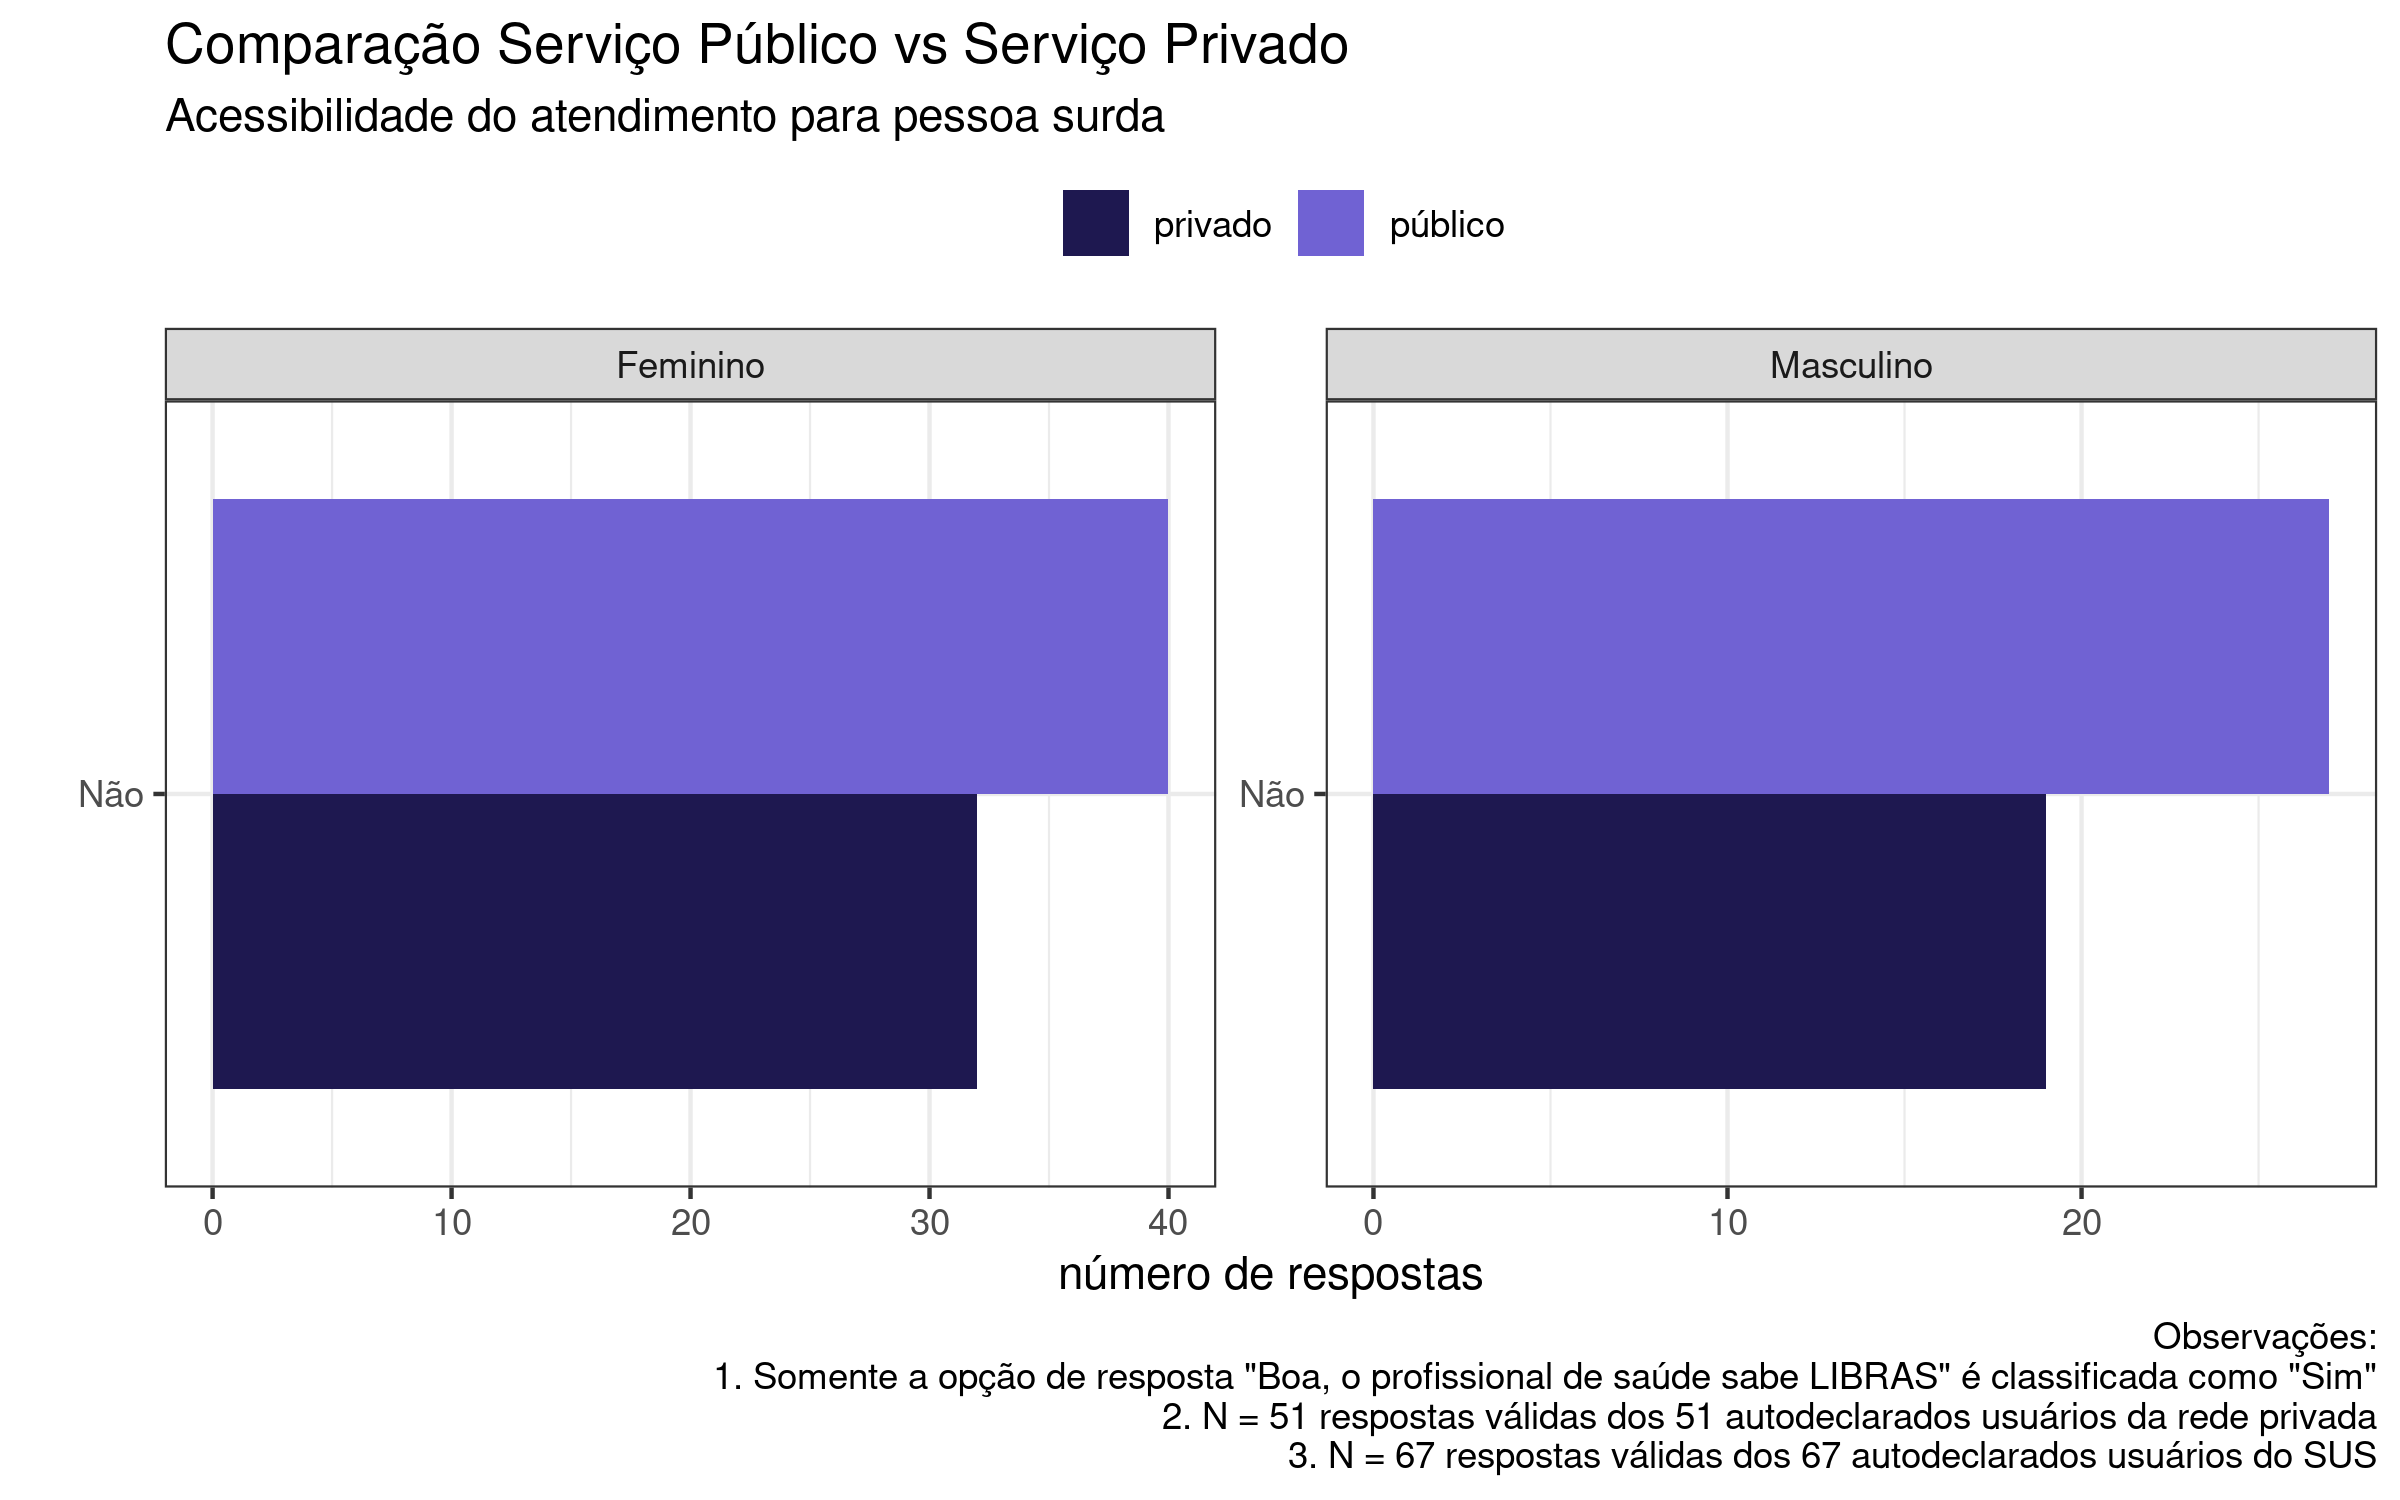 Comparação Serviço Público vs Serviço Privado
Acessibilidade do atendimento para pessoa surda
privado público
Feminino
Masculino
Não
Não
0 10 20 30 40
0 10 20
número de respostas
Observações:
1. Somente a opção de resposta "Boa, o profissional de saúde sabe LIBRAS" é classificada como "Sim"
2. N = 51 respostas válidas dos 51 autodeclarados usuários da rede privada
3. N = 67 respostas válidas dos 67 autodeclarados usuários do SUS